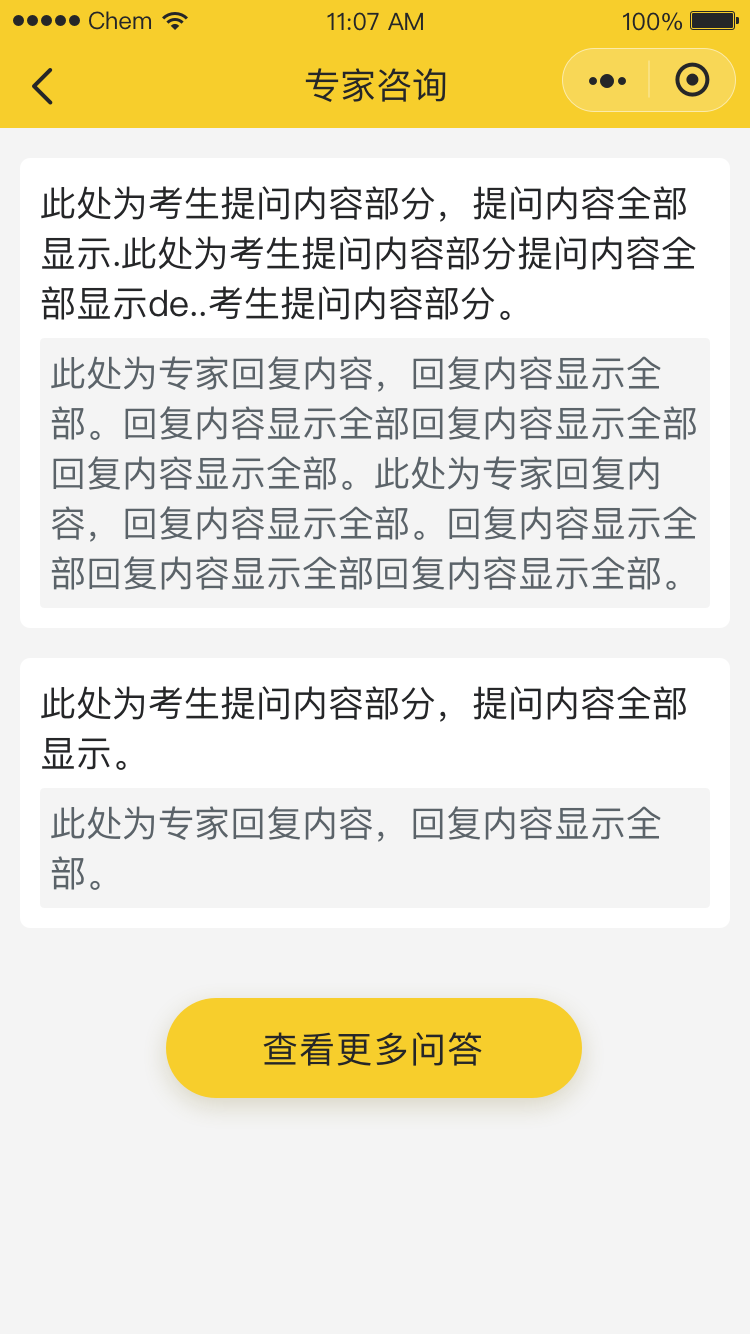 Chem 11:07 AM 100%
专家咨询
此处为考生提问内容部分，提问内容全部
显示.此处为考生提问内容部分提问内容全
部显示de..考生提问内容部分。
此处为专家回复内容，回复内容显示全
部。回复内容显示全部回复内容显示全部
回复内容显示全部。此处为专家回复内
容，回复内容显示全部。回复内容显示全
部回复内容显示全部回复内容显示全部。
此处为考生提问内容部分，提问内容全部
显示。
此处为专家回复内容，回复内容显示全
部。
查看更多问答